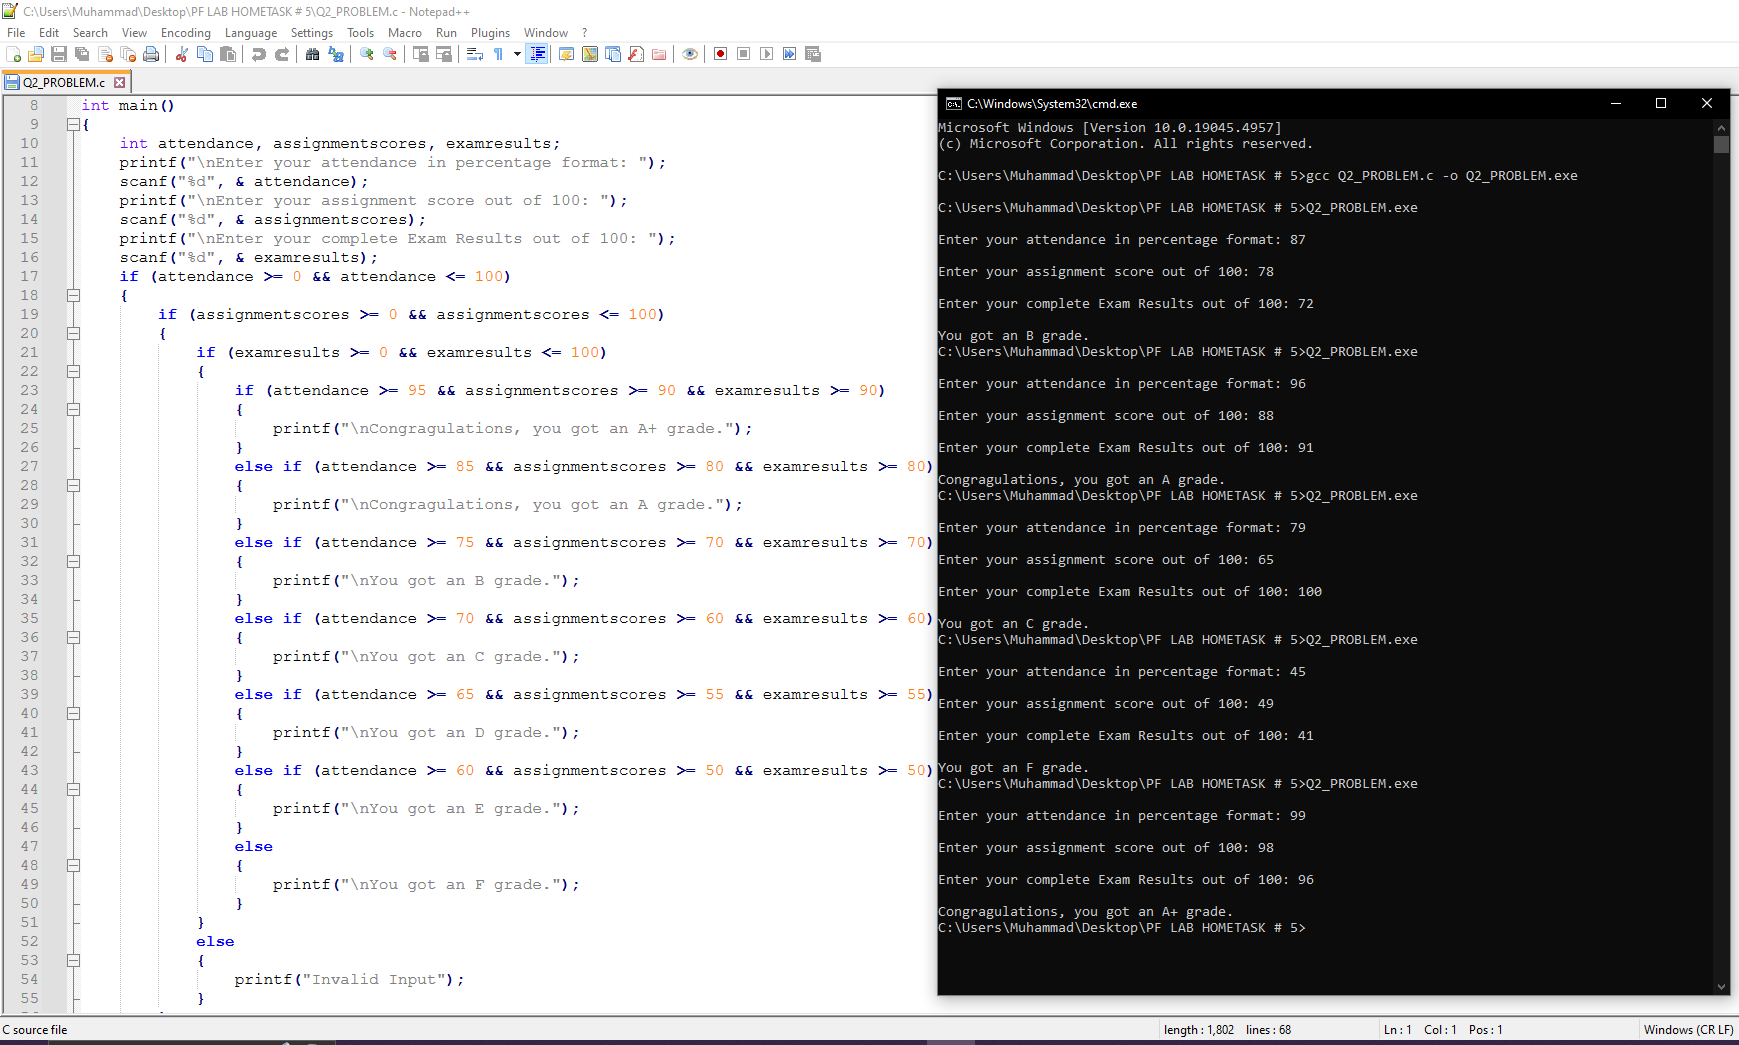 C:\Users\Muhammad\Desktop\PF LAB HOMETASK # 5\Q2_PROBLEM.c - Notepad++
File Edit Search View Encoding Language Settings Tools Macro Run Plugins Window ?
Q2_PROBLEM.c
8 int main()
9 {
10 int attendance, assignmentscores, examresults;
11 printf("\nEnter your attendance in percentage format: ");
12 scanf("%d", & attendance);
13 printf("\nEnter your assignment score out of 100: ");
14 scanf("%d", & assignmentscores);
15 printf("\nEnter your complete Exam Results out of 100: ");
16 scanf("%d", & examresults);
17 if (attendance >= 0 && attendance <= 100)
18 {
19 if (assignmentscores >= 0 && assignmentscores <= 100)
20 {
21 if (examresults >= 0 && examresults <= 100)
22 {
23 if (attendance >= 95 && assignmentscores >= 90 && examresults >= 90)
24 {
25 printf("\nCongragulations, you got an A+ grade.");
26 }
27 else if (attendance >= 85 && assignmentscores >= 80 && examresults >= 80)
28 {
29 printf("\nCongragulations, you got an A grade.");
30 }
31 else if (attendance >= 75 && assignmentscores >= 70 && examresults >= 70)
32 {
33 printf("\nYou got an B grade.");
34 }
35 else if (attendance >= 70 && assignmentscores >= 60 && examresults >= 60)
36 {
37 printf("\nYou got an C grade.");
38 }
39 else if (attendance >= 65 && assignmentscores >= 55 && examresults >= 55)
40 {
41 printf("\nYou got an D grade.");
42 }
43 else if (attendance >= 60 && assignmentscores >= 50 && examresults >= 50)
44 {
45 printf("\nYou got an E grade.");
46 }
47 else
48 {
49 printf("\nYou got an F grade.");
50 }
51 }
52 else
53 {
54 printf("Invalid Input");
55 }
C:\Windows\System32\cmd.exe
Microsoft Windows [Version 10.0.19045.4957]
(c) Microsoft Corporation. All rights reserved.
C:\Users\Muhammad\Desktop\PF LAB HOMETASK # 5>gcc Q2_PROBLEM.c -o Q2_PROBLEM.exe
C:\Users\Muhammad\Desktop\PF LAB HOMETASK # 5>Q2_PROBLEM.exe
Enter your attendance in percentage format: 87
Enter your assignment score out of 100: 78
Enter your complete Exam Results out of 100: 72
You got an B grade.
C:\Users\Muhammad\Desktop\PF LAB HOMETASK # 5>Q2_PROBLEM.exe
Enter your attendance in percentage format: 96
Enter your assignment score out of 100: 88
Enter your complete Exam Results out of 100: 91
Congragulations, you got an A grade.
C:\Users\Muhammad\Desktop\PF LAB HOMETASK # 5>Q2_PROBLEM.exe
Enter your attendance in percentage format: 79
Enter your assignment score out of 100: 65
Enter your complete Exam Results out of 100: 100
You got an C grade.
C:\Users\Muhammad\Desktop\PF LAB HOMETASK # 5>Q2_PROBLEM.exe
Enter your attendance in percentage format: 45
Enter your assignment score out of 100: 49
Enter your complete Exam Results out of 100: 41
You got an F grade.
C:\Users\Muhammad\Desktop\PF LAB HOMETASK # 5>Q2_PROBLEM.exe
Enter your attendance in percentage format: 99
Enter your assignment score out of 100: 98
Enter your complete Exam Results out of 100: 96
Congragulations, you got an A+ grade.
C:\Users\Muhammad\Desktop\PF LAB HOMETASK # 5>
C source file length : 1,802 lines : 68 Ln : 1 Col : 1 Pos : 1 Windows (CR LF)